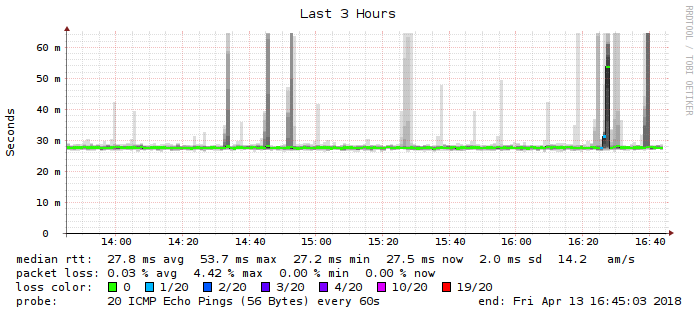 Last 3 Hours
RRDTOOL / TOBI OETIKER
Seconds
60 m
50 m
40 m
30 m
20 m
10 m
0
14:00 14:20 14:40 15:00 15:20 15:40 16:00 16:20 16:40
median rtt: 27.8 ms avg 53.7 ms max 27.2 ms min 27.5 ms now 2.0 ms sd 14.2 am/s
packet loss: 0.03 % avg 4.42 % max 0.00 % min 0.00 % now
loss color: 0 1/20 2/20 3/20 4/20 10/20 19/20
probe: 20 ICMP Echo Pings (56 Bytes) every 60s end: Fri Apr 13 16:45:03 2018